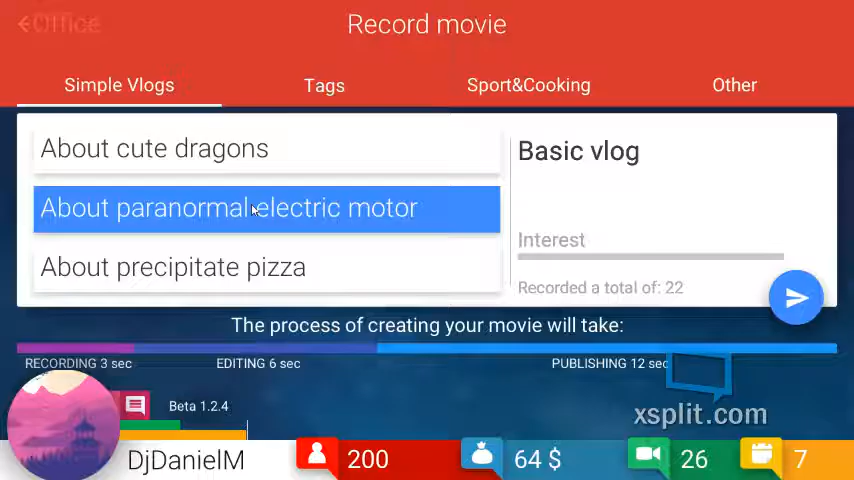 Office
Record movie
Simple Vlogs
Tags
Sport&Cooking
Other
About cute dragons
About paranormal electric motor
About precipitate pizza
Basic vlog
Interest
Recorded a total of: 22
The process of creating your movie will take:
RECORDING 3 sec
EDITING 6 sec
PUBLISHING 12 sec
Beta 1.2.4
xsplit.com
DjDanielM
200
64 $
26
7